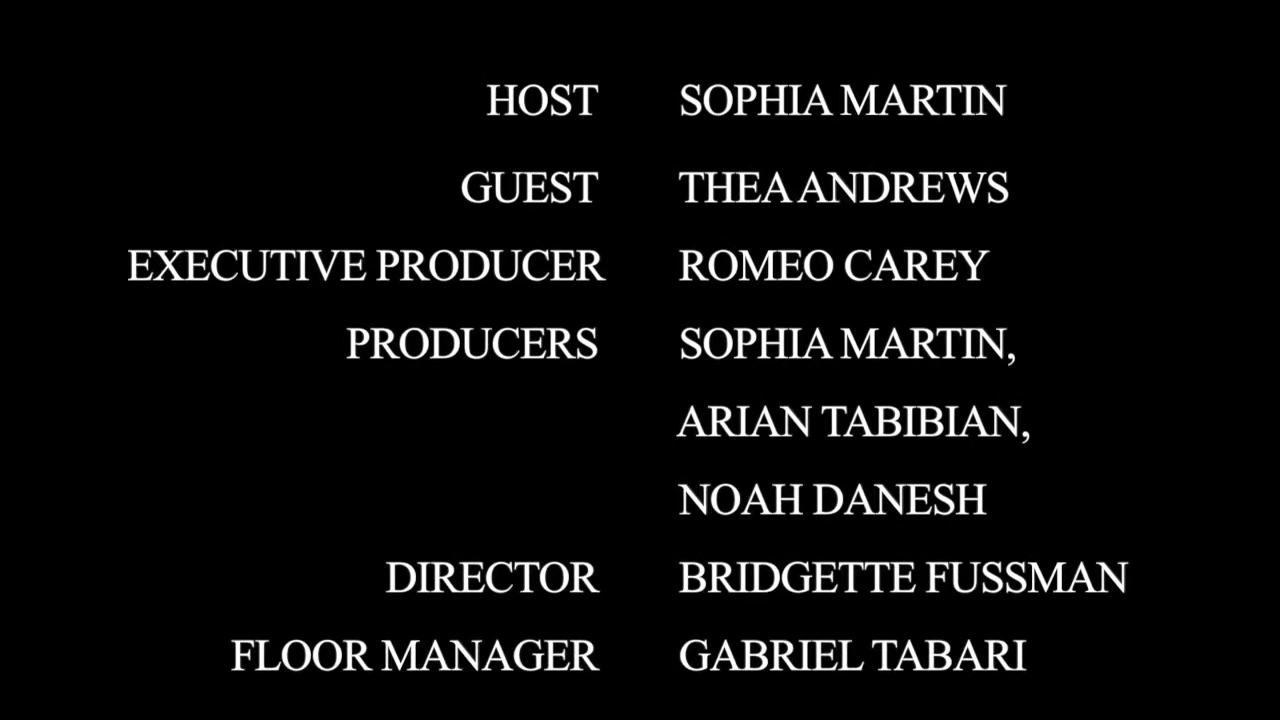 HOST SOPHIA MARTIN
GUEST THEA ANDREWS
EXECUTIVE PRODUCER ROMEO CAREY
PRODUCERS SOPHIA MARTIN,
ARIAN TABIBIAN,
NOAH DANESH
DIRECTOR BRIDGETTE FUSSMAN
FLOOR MANAGER GABRIEL TABARI